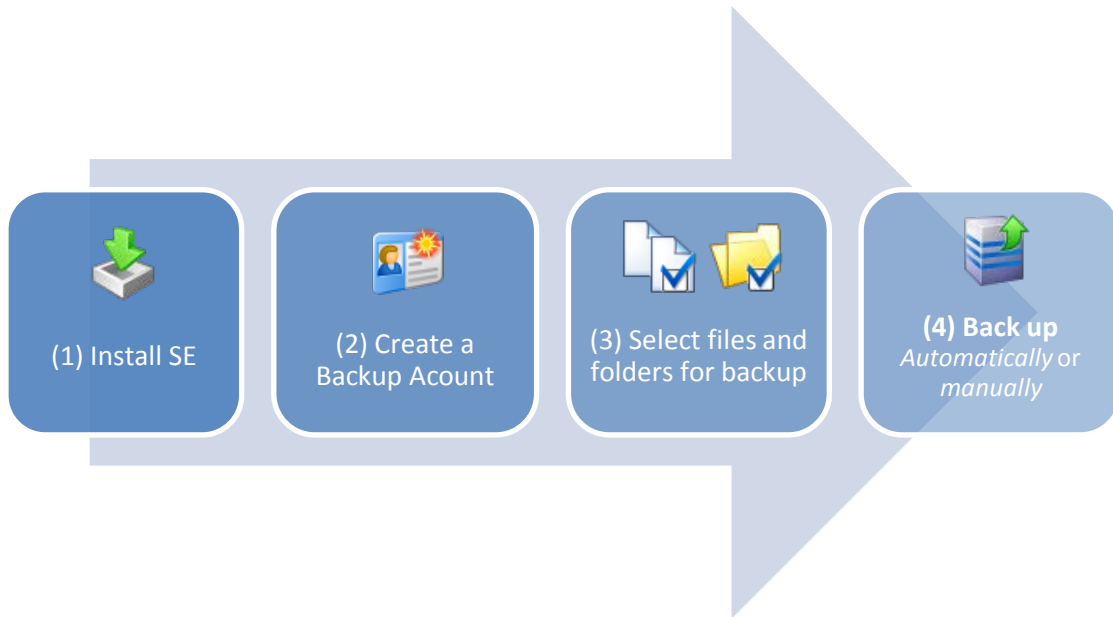 (1) Install SE
(2) Create a
Backup Acount
(3) Select files and
folders for backup
(4) Back up
Automatically or
manually